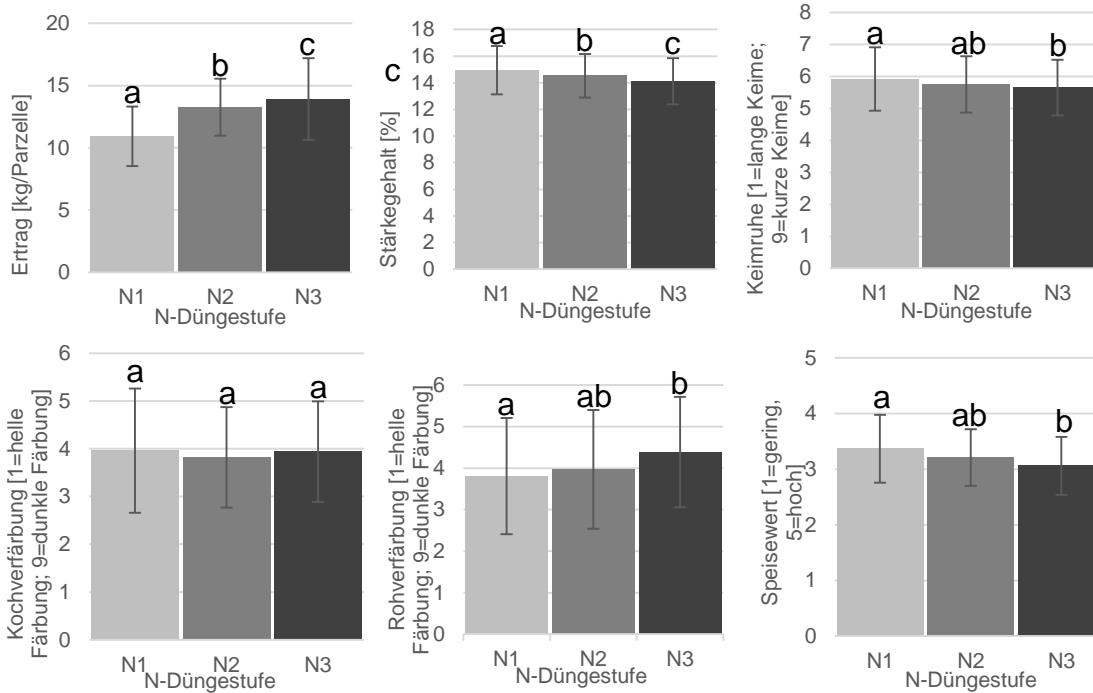 Ertrag [kg/Parzelle]
20
15
10
5
0
a
b
c
N1
N2
N3
N-Düngestufe
c
Stärkegehalt [%]
18
16
14
12
10
8
6
4
2
0
a
b
c
N1
N2
N3
N-Düngestufe
Keimruhe [1=lange Keime;
9=kurze Keime]
8
7
6
5
4
3
2
1
0
a
ab
b
N1
N2
N3
N-Düngestufe
Kochverfärbung [1=helle
Färbung; 9=dunkle Färbung]
6
5
4
3
2
1
0
a
a
a
N1
N2
N3
N-Düngestufe
Rohverfärbung [1=helle
Färbung; 9=dunkle Färbung]
6
5
4
3
2
1
0
a
ab
b
N1
N2
N3
N-Düngestufe
Speisewert [1=gering,
5=hoch]
5
4
3
2
1
0
a
ab
b
N1
N2
N3
N-Düngestufe